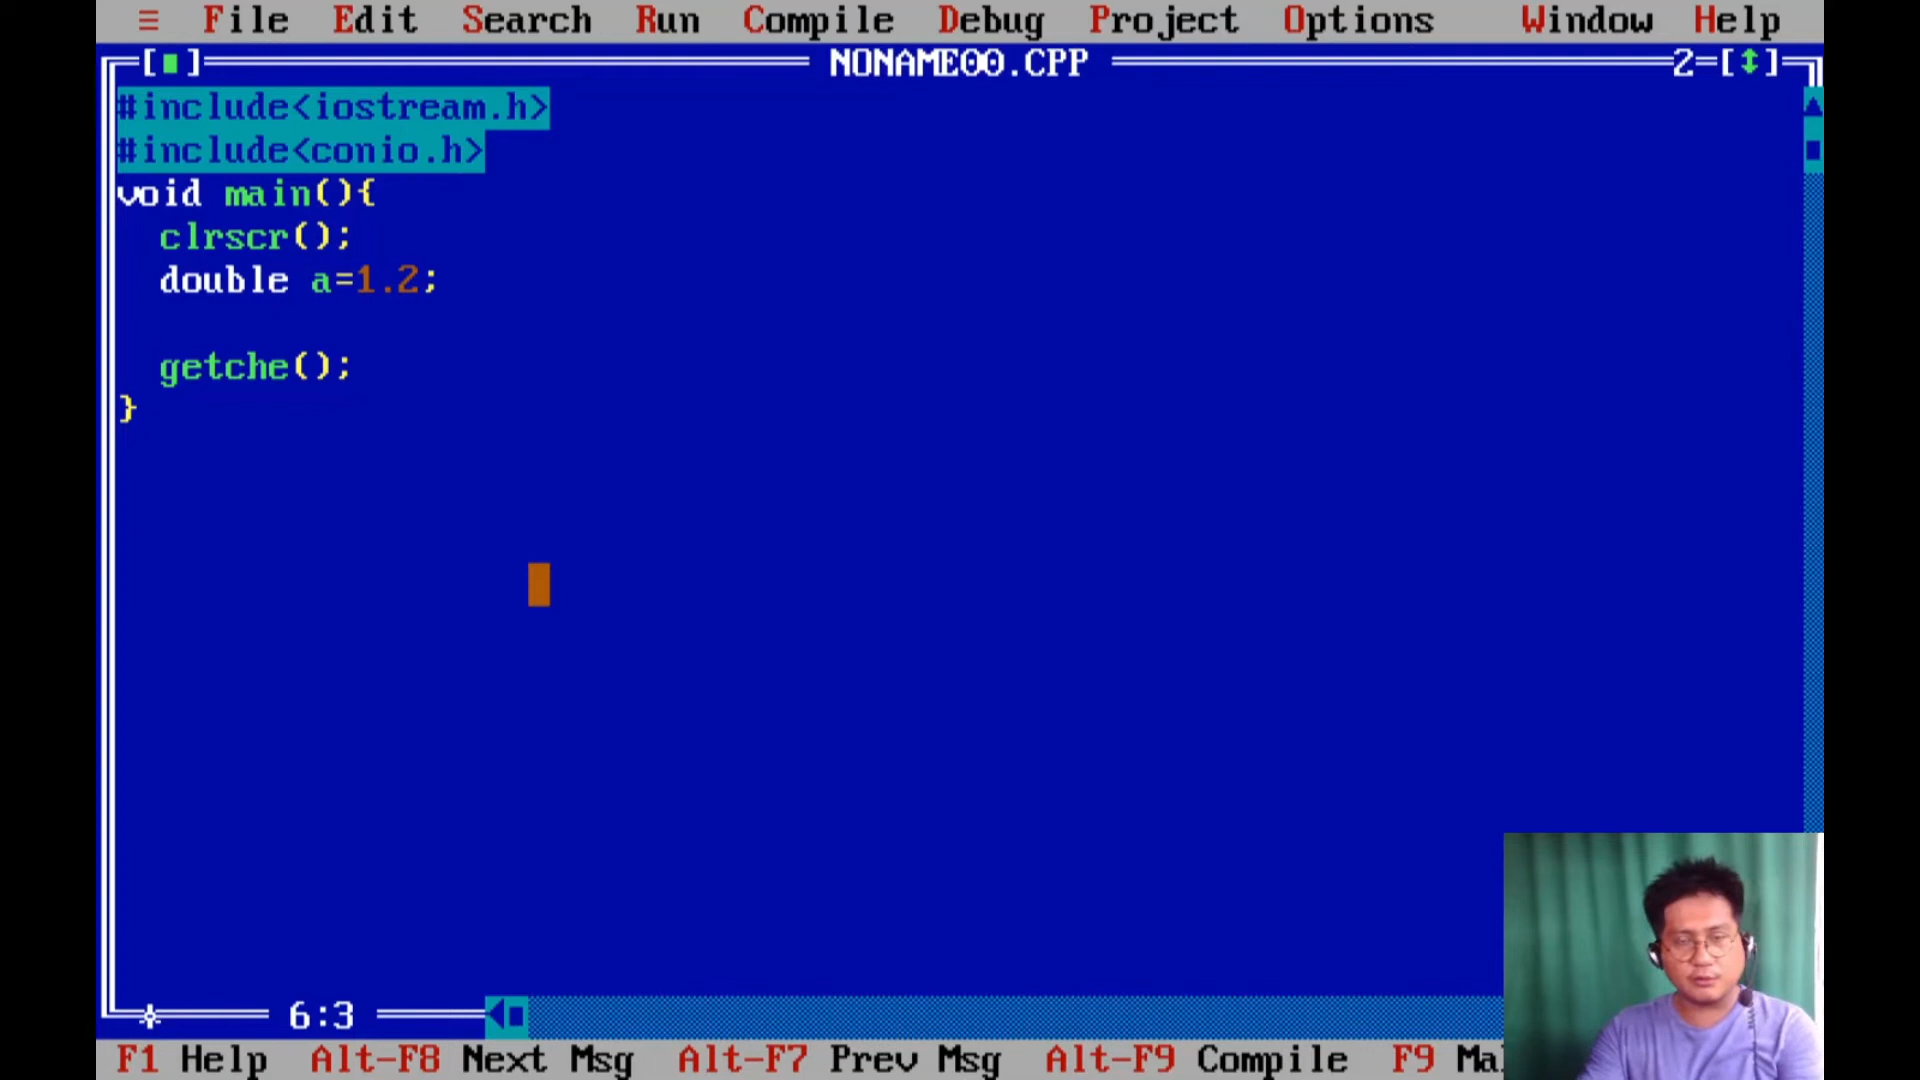 ≡ File Edit Search Run Compile Debug Project Options Window Help
[■] NONAME00.CPP 2=[↕]
#include<iostream.h>
#include<conio.h>
void main(){
  clrscr();
  double a=1.2;
  getche();
}
6:3
F1 Help Alt-F8 Next Msg Alt-F7 Prev Msg Alt-F9 Compile F9 Ma